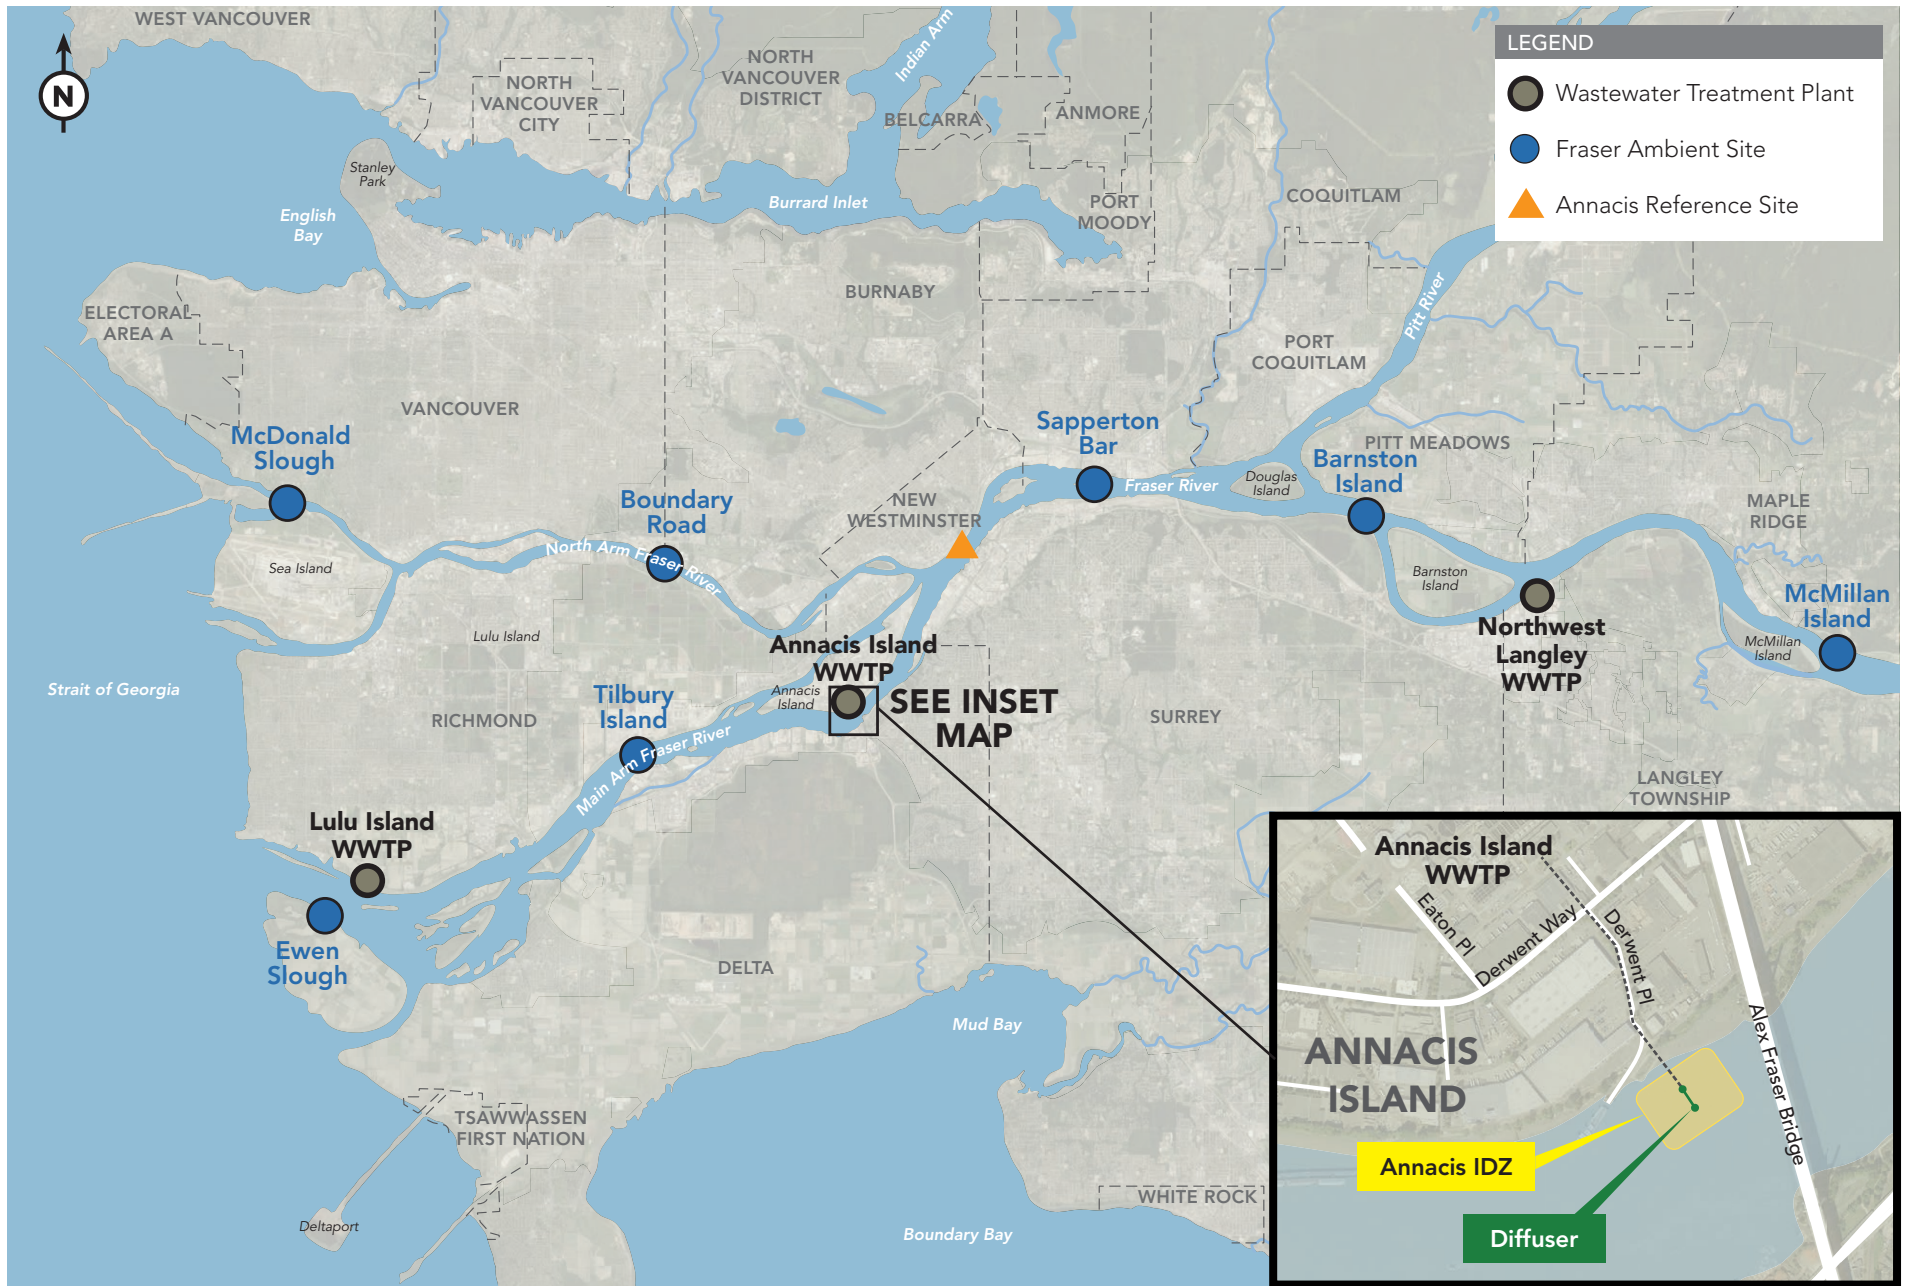 WEST VANCOUVER
N
NORTH
VANCOUVER
CITY
NORTH
VANCOUVER
DISTRICT
Indian Arm
BELCARRA
ANMORE
LEGEND
Wastewater Treatment Plant
Fraser Ambient Site
Annacis Reference Site
Stanley
Park
English
Bay
Burrard Inlet
PORT
MOODY
COQUITLAM
ELECTORAL
AREA A
BURNABY
Pitt River
PORT
COQUITLAM
VANCOUVER
McDonald
Slough
Sapperton
Bar
PITT MEADOWS
Barnston
Island
Fraser River
Douglas
Island
Boundary
Road
NEW
WESTMINSTER
MAPLE
RIDGE
North Arm Fraser River
Sea Island
Barnston
Island
McMillan
Island
Lulu Island
Annacis Island
WWTP
Northwest
Langley
WWTP
McMillan
Island
Strait of Georgia
RICHMOND
Tilbury
Island
Annacis
Island
SEE INSET
MAP
SURREY
Main Arm Fraser River
LANGLEY
TOWNSHIP
Lulu Island
WWTP
Ewen
Slough
DELTA
Mud Bay
TSAWWASSEN
FIRST NATION
Deltaport
WHITE ROCK
Boundary Bay
Annacis Island
WWTP
Eaton Pl
Derwent Way
Derwent Pl
Alex Fraser Bridge
ANNACIS
ISLAND
Annacis IDZ
Diffuser